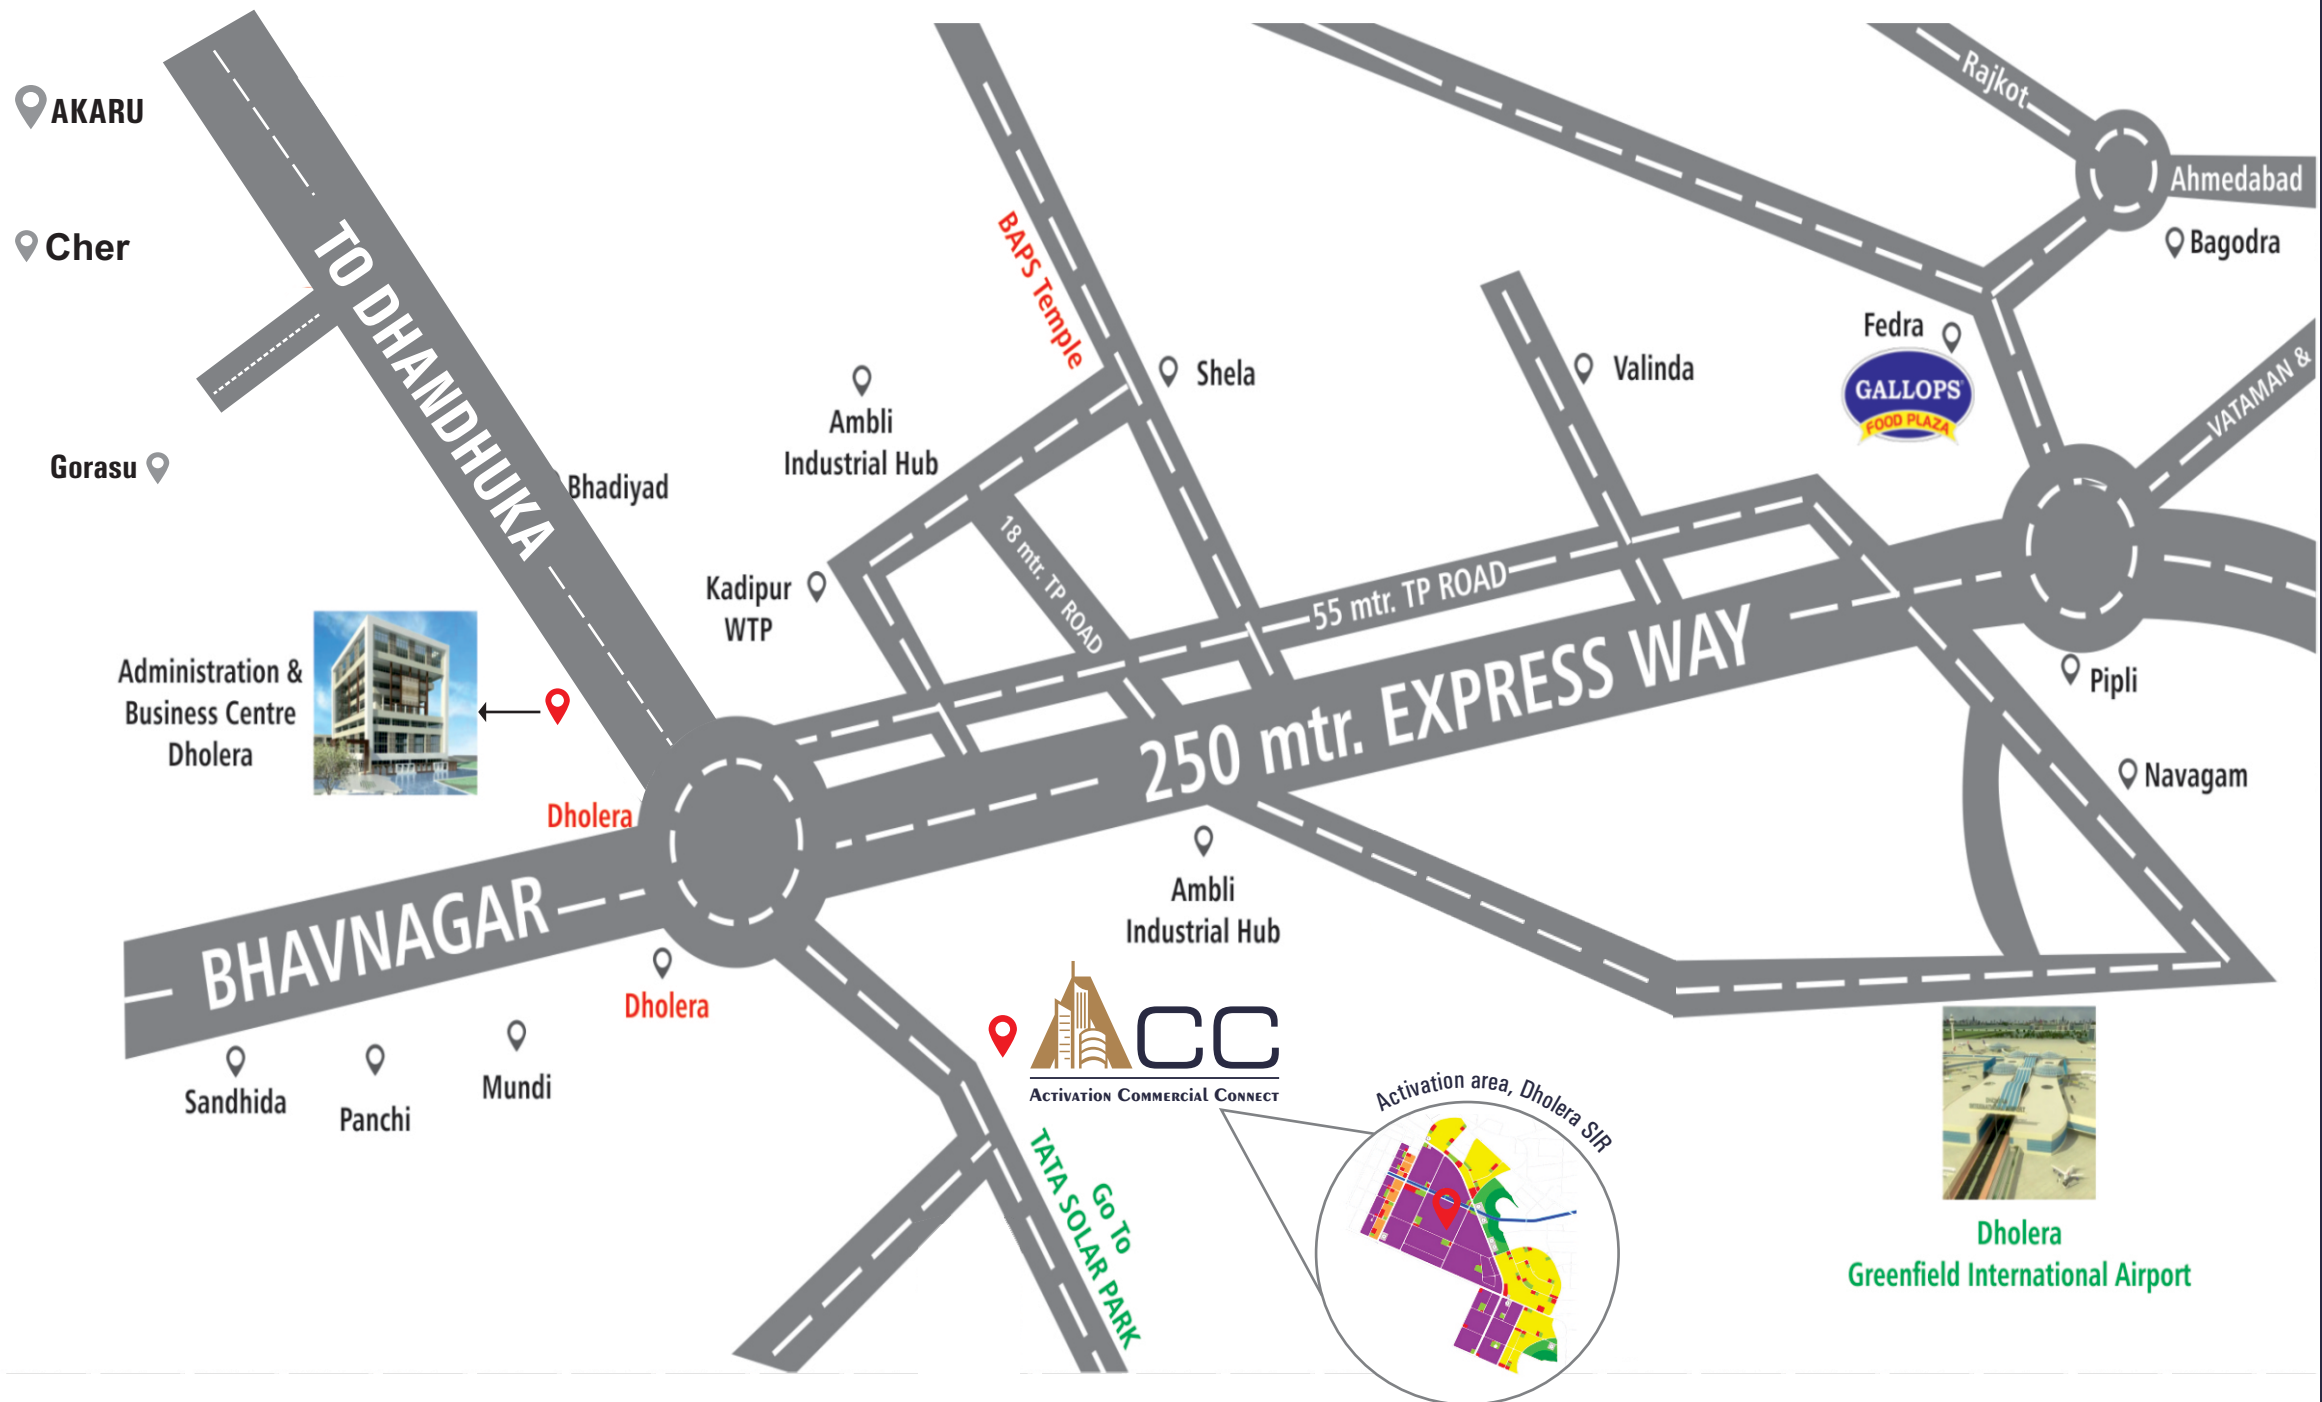 Rajkot
AKARU
Ahmedabad
Cher
Bagodra
TO DHANDHUKA
BAPS Temple
Fedra
GALLOPS
FOOD PLAZA
VATAMAN &
Shela
Valinda
Ambli
Industrial Hub
Gorasu
Bhadiyad
18 mtr. TP ROAD
Kadipur
WTP
55 mtr. TP ROAD
Administration &
Business Centre
Dholera
250 mtr. EXPRESS WAY
Pipli
Navagam
Dholera
BHAVNAGAR
Ambli
Industrial Hub
Dholera
Sandhida
Panchi
Mundi
ACC
ACTIVATION COMMERCIAL CONNECT
Activation area, Dholera SIR
Go To
TATA SOLAR PARK
Dholera
Greenfield International Airport